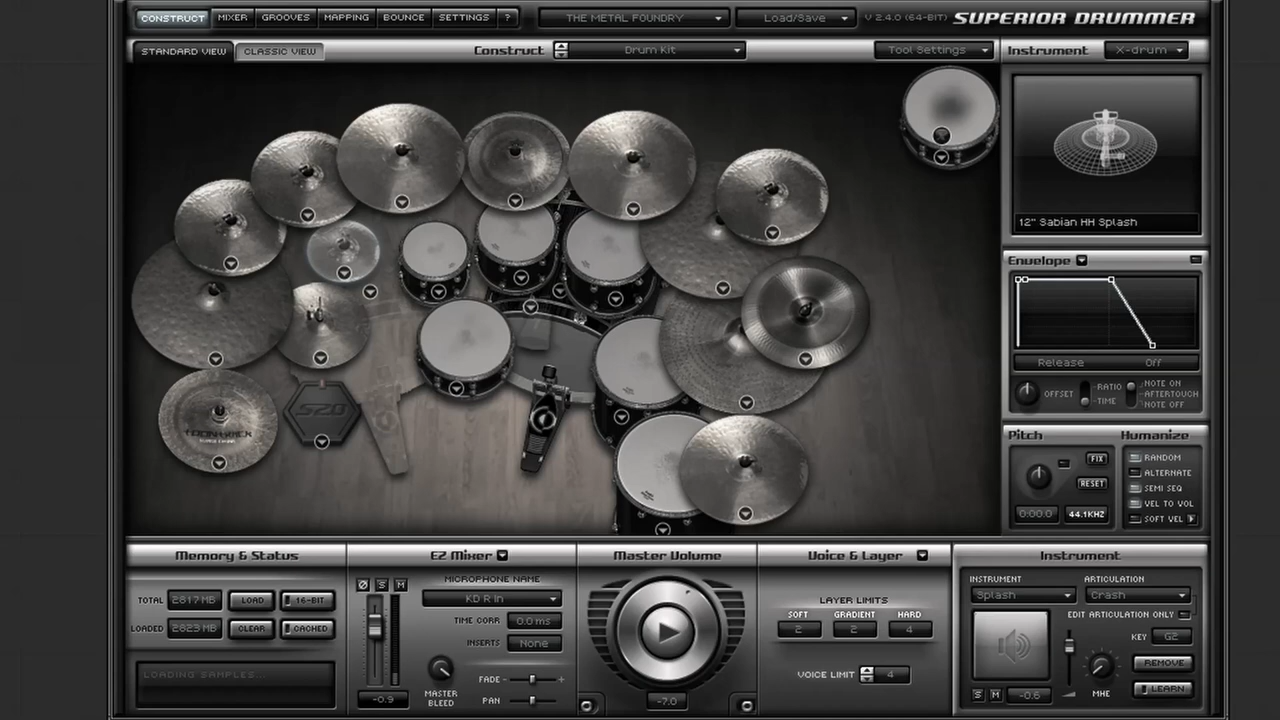 CONSTRUCT MIXER GROOVES MAPPING BOUNCE SETTINGS ? THE METAL FOUNDRY Load/Save V 2.4.0 (64-BIT) SUPERIOR DRUMMER
STANDARD VIEW CLASSIC VIEW Construct Drum Kit Tool Settings Instrument X-drum
12" Sabian HH Splash
Envelope
Release Off
OFFSET RATIO TIME NOTE ON AFTERTOUCH NOTE OFF
Pitch Humanize
FIX RANDOM
ALTERNATE
RESET SEMI SEQ
VEL TO VOL
0:00.0 44.1KHZ SOFT VEL
S20
TOONTRACK
Memory & Status EZ Mixer Master Volume Voice & Layer Instrument
TOTAL 2817 MB LOAD 16-BIT
LOADED 2623 MB CLEAR CACHED
LOADING SAMPLES...
S M MICROPHONE NAME
KD R In
TIME CORR 0.0 ms
INSERTS None
FADE - +
MASTER BLEED PAN
-0.9
-7.0
LAYER LIMITS
SOFT GRADIENT HARD
2 2 4
VOICE LIMIT 4
INSTRUMENT ARTICULATION
Splash Crash
EDIT ARTICULATION ONLY
KEY G2
REMOVE
S M -0.6 MHE LEARN